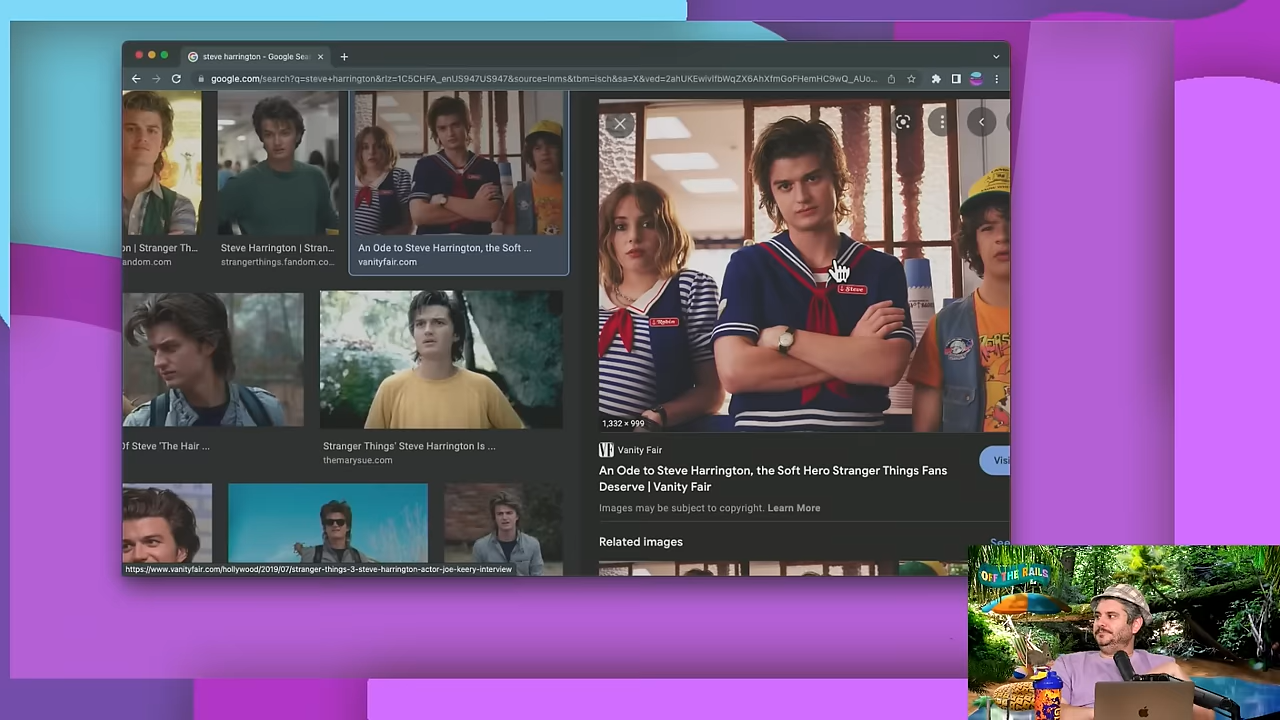 steve harrington - Google Sea
google.com/search?q=steve+harrington&rlz=1C5CHFA_enUS947US947&source=lnms&tbm=isch&sa=X&ved=2ahUKEwivlfbWqZX6AhXfmGoFHemHC9wQ_AUo...
on | Stranger Th...
andom.com
Steve Harrington | Stran...
strangerthings.fandom.co...
An Ode to Steve Harrington, the Soft ...
vanityfair.com
Of Steve 'The Hair ...
Stranger Things' Steve Harrington Is ...
themarysue.com
Robin
Steve
1,332 × 999
VF Vanity Fair
Visi
An Ode to Steve Harrington, the Soft Hero Stranger Things Fans
Deserve | Vanity Fair
Images may be subject to copyright. Learn More
Related images
See
https://www.vanityfair.com/hollywood/2019/07/stranger-things-3-steve-harrington-actor-joe-keery-interview
OFF THE RAILS